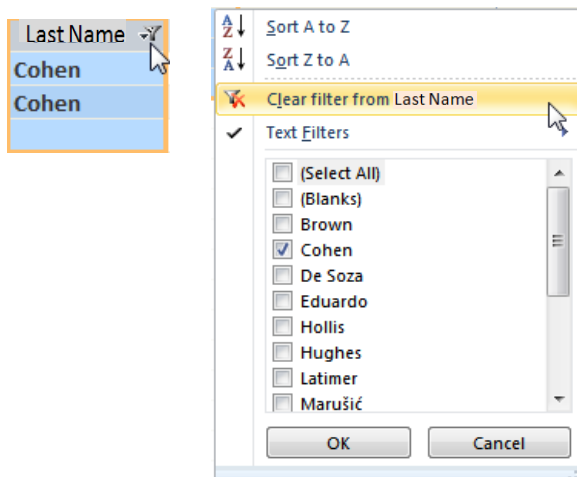 Last Name
Cohen
Cohen
Sort A to Z
Sort Z to A
Clear filter from Last Name
Text Filters
(Select All)
(Blanks)
Brown
Cohen
De Soza
Eduardo
Hollis
Hughes
Latimer
Marušić
OK
Cancel